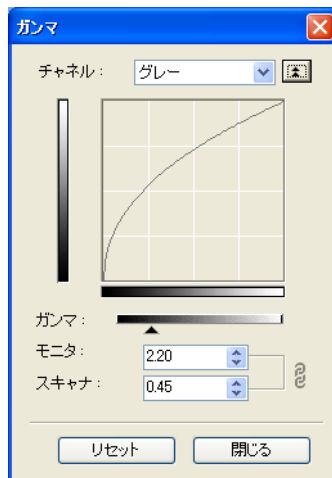 ガンマ
チャネル： グレー
ガンマ：
モニタ： 2.20
スキャナ： 0.45
リセット 閉じる